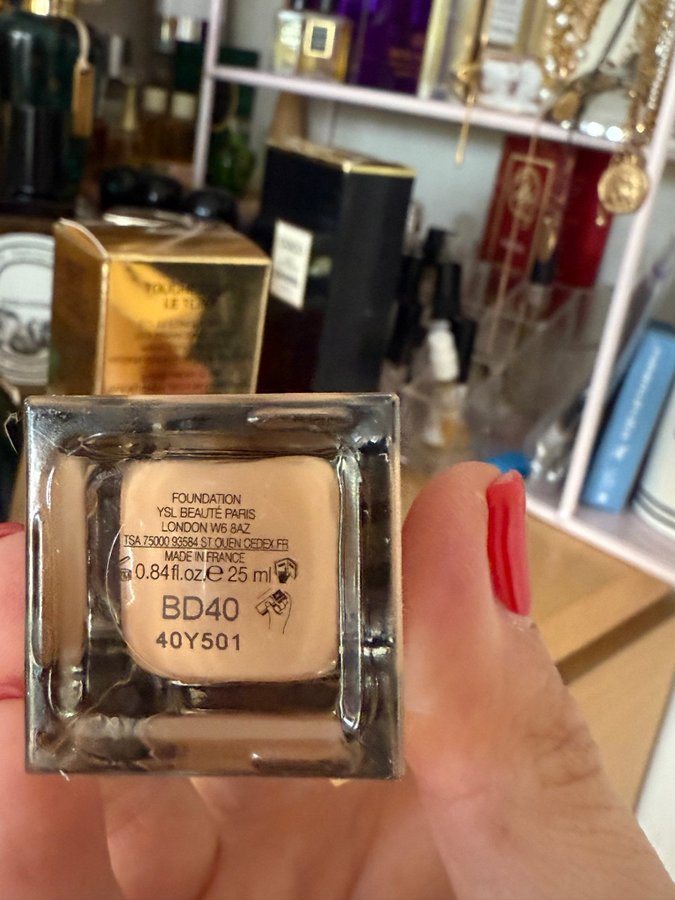 FOUNDATION
YSL BEAUTÉ PARIS
LONDON W6 8AZ
TSA 75000 93584 ST OUEN CEDEX FR
MADE IN FRANCE
0.84fl.oz.℮ 25 ml
BD40
40Y501